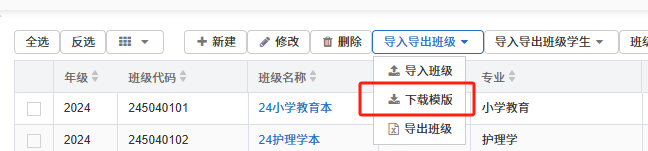 全选 反选 新建 修改 删除 导入导出班级 导入导出班级学生 班级
年级 班级代码 班级名称 导入班级 专业
2024 245040101 24小学教育本 下载模版 小学教育
2024 245040102 24护理学本 导出班级 护理学